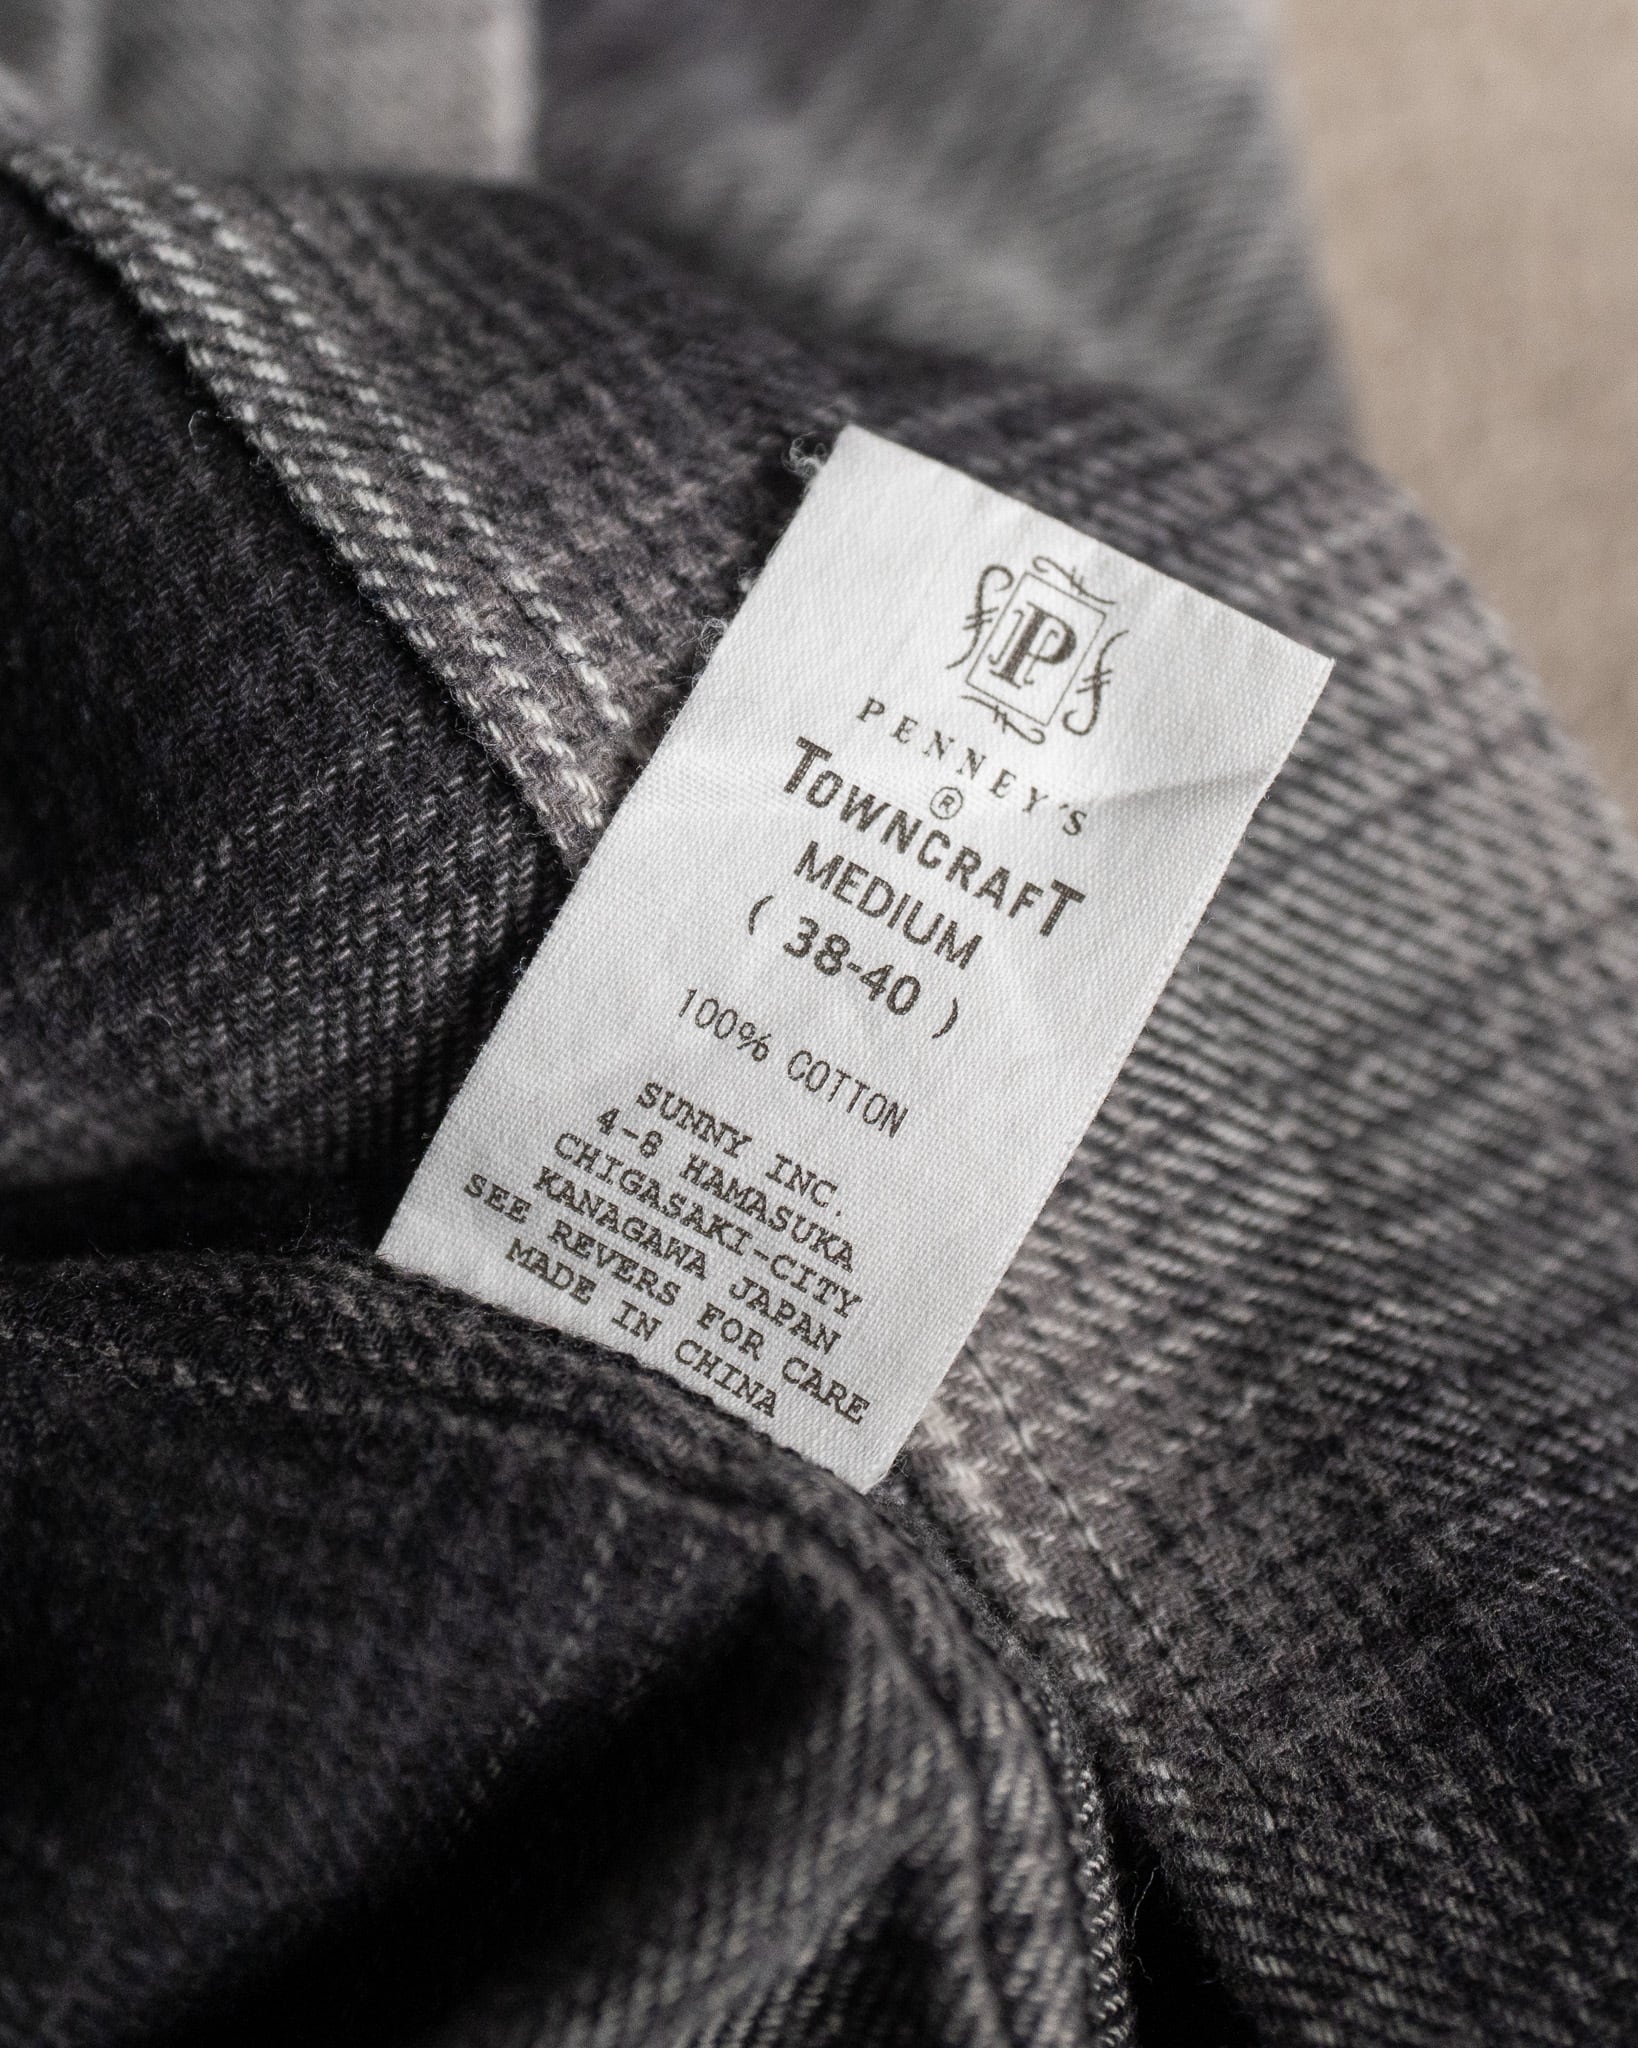 P
PENNEY'S
®
TOWNCRAFT
MEDIUM
( 38-40 )
100% COTTON
SUNNY INC.
4-8 HAMASUKA
CHIGASAKI-CITY
KANAGAWA JAPAN
SEE REVERS FOR CARE
MADE IN CHINA